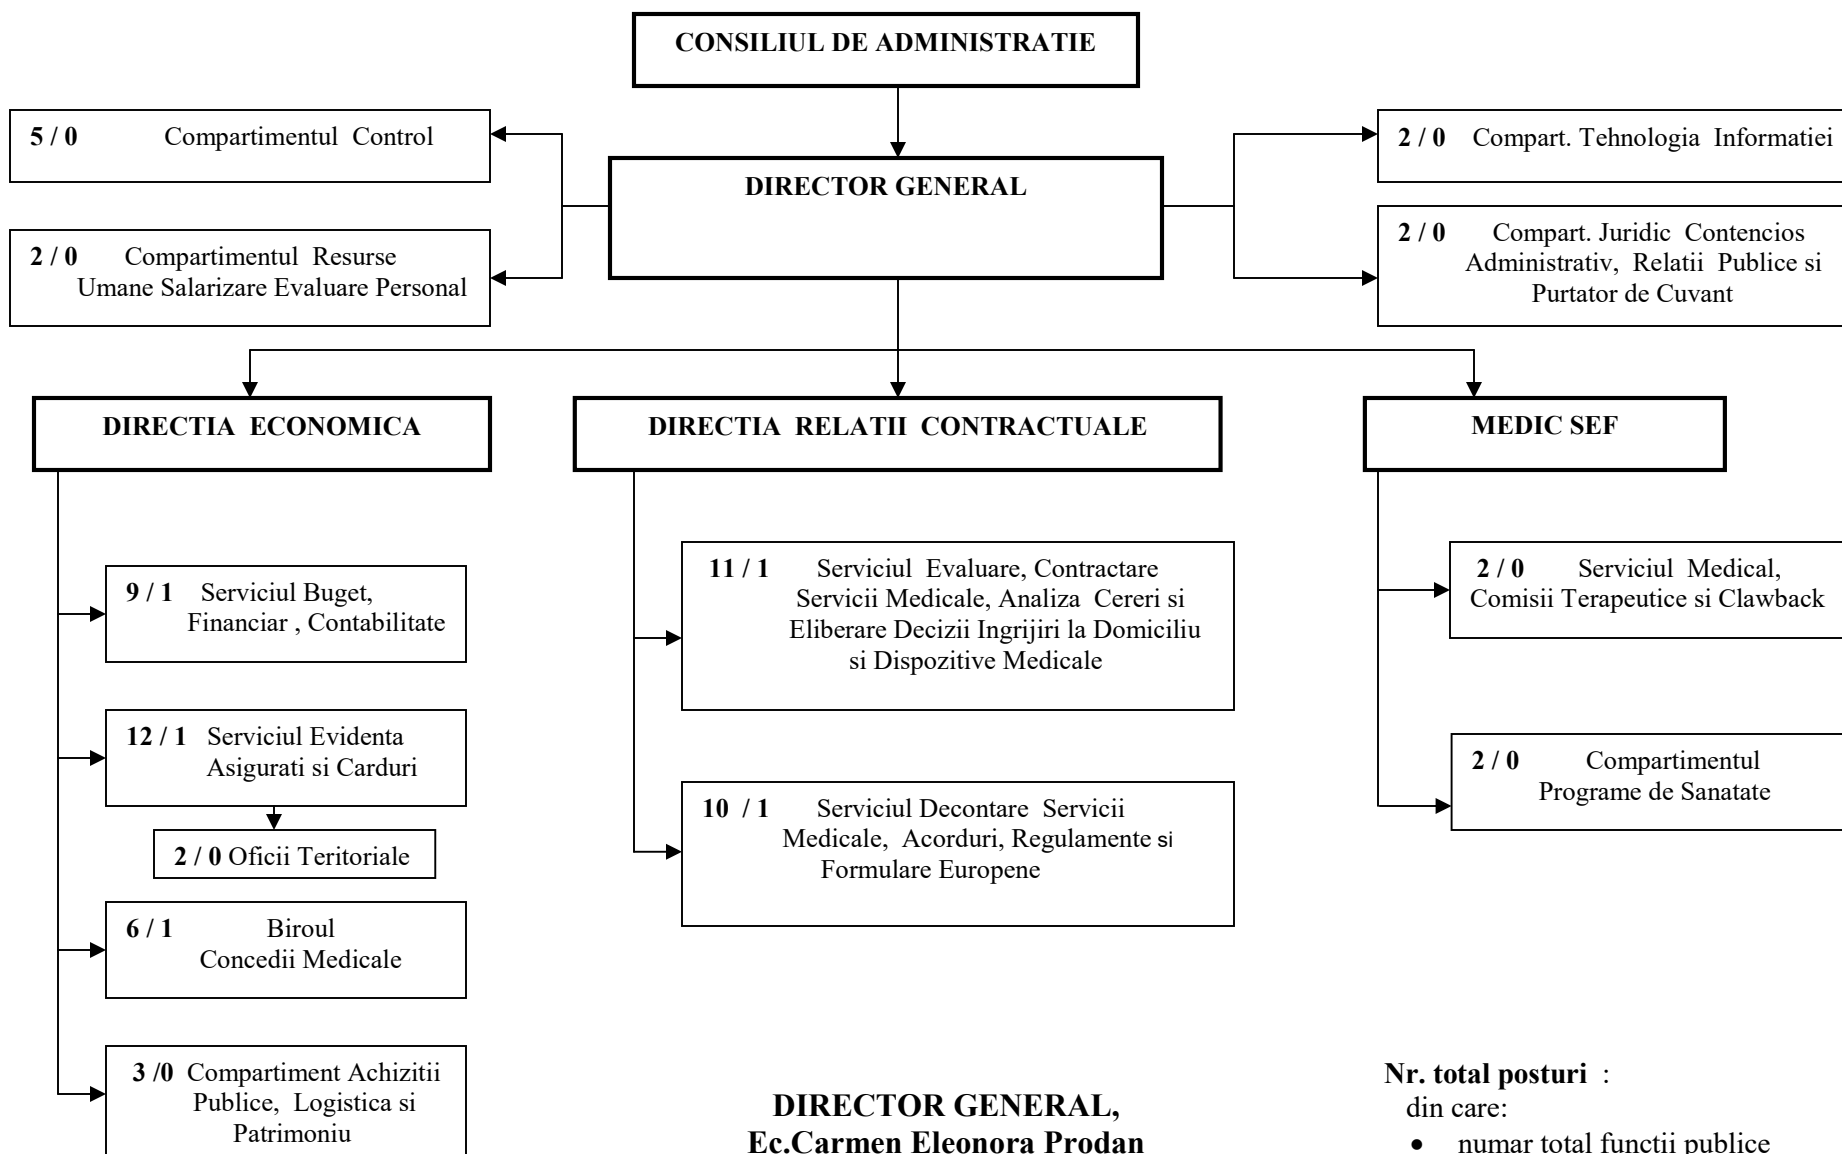 CONSILIUL DE ADMINISTRATIE
5 / 0 Compartimentul Control
2 / 0 Compart. Tehnologia Informatiei
DIRECTOR GENERAL
2 / 0 Compartimentul Resurse
Umane Salarizare Evaluare Personal
2 / 0 Compart. Juridic Contencios
Administrativ, Relatii Publice si
Purtator de Cuvant
DIRECTIA ECONOMICA
DIRECTIA RELATII CONTRACTUALE
MEDIC SEF
9 / 1 Serviciul Buget,
Financiar , Contabilitate
12 / 1 Serviciul Evidenta
Asigurati si Carduri
2 / 0 Oficii Teritoriale
6 / 1 Biroul
Concedii Medicale
3 /0 Compartiment Achizitii
Publice, Logistica si
Patrimoniu
11 / 1 Serviciul Evaluare, Contractare
Servicii Medicale, Analiza Cereri si
Eliberare Decizii Ingrijiri la Domiciliu
si Dispozitive Medicale
10 / 1 Serviciul Decontare Servicii
Medicale, Acorduri, Regulamente si
Formulare Europene
2 / 0 Serviciul Medical,
Comisii Terapeutice si Clawback
2 / 0 Compartimentul
Programe de Sanatate
DIRECTOR GENERAL,
Ec.Carmen Eleonora Prodan
Nr. total posturi :
din care:
• numar total functii publice